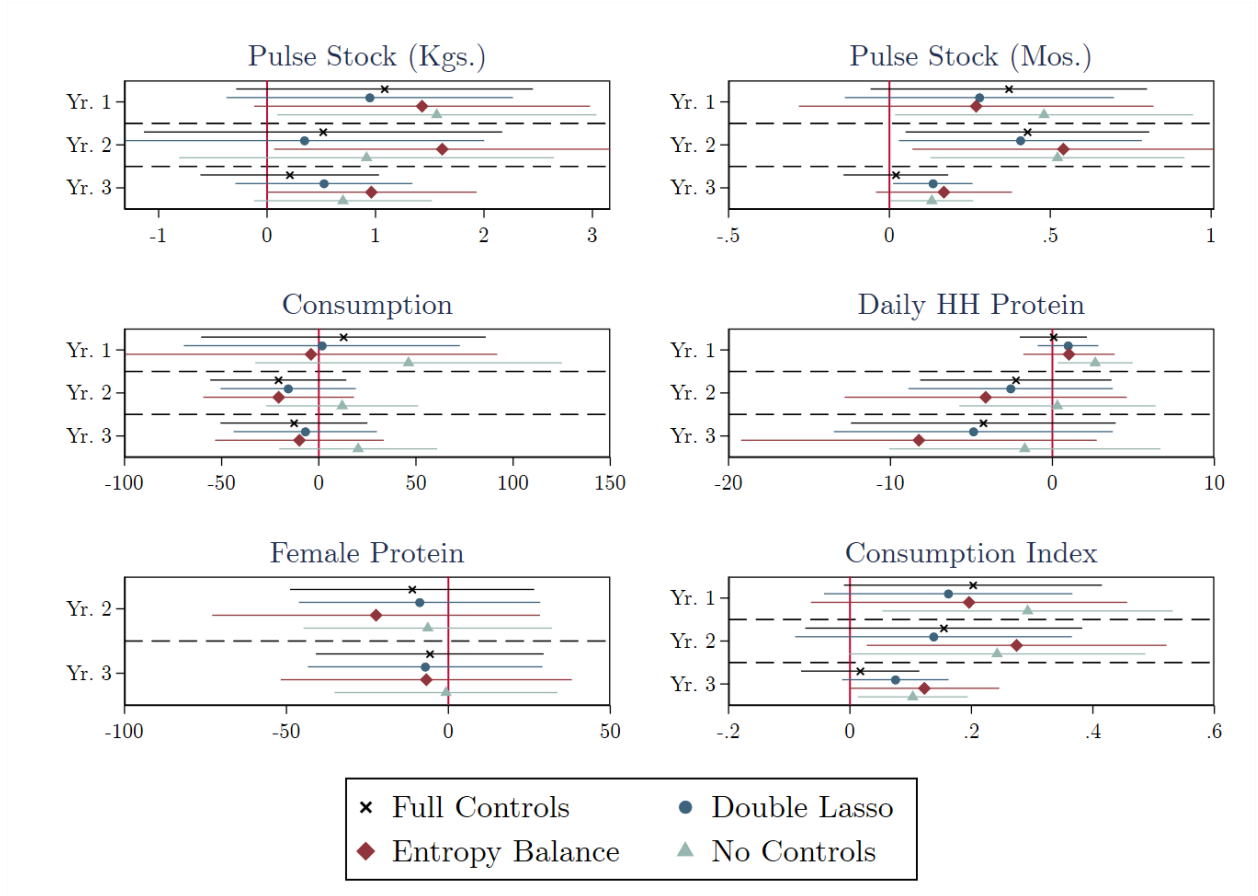 Pulse Stock (Kgs.)
Yr. 1
Yr. 2
Yr. 3
-1 0 1 2 3
Pulse Stock (Mos.)
Yr. 1
Yr. 2
Yr. 3
-.5 0 .5 1
Consumption
Yr. 1
Yr. 2
Yr. 3
-100 -50 0 50 100 150
Daily HH Protein
Yr. 1
Yr. 2
Yr. 3
-20 -10 0 10
Female Protein
Yr. 2
Yr. 3
-100 -50 0 50
Consumption Index
Yr. 1
Yr. 2
Yr. 3
-.2 0 .2 .4 .6
Full Controls
Double Lasso
Entropy Balance
No Controls